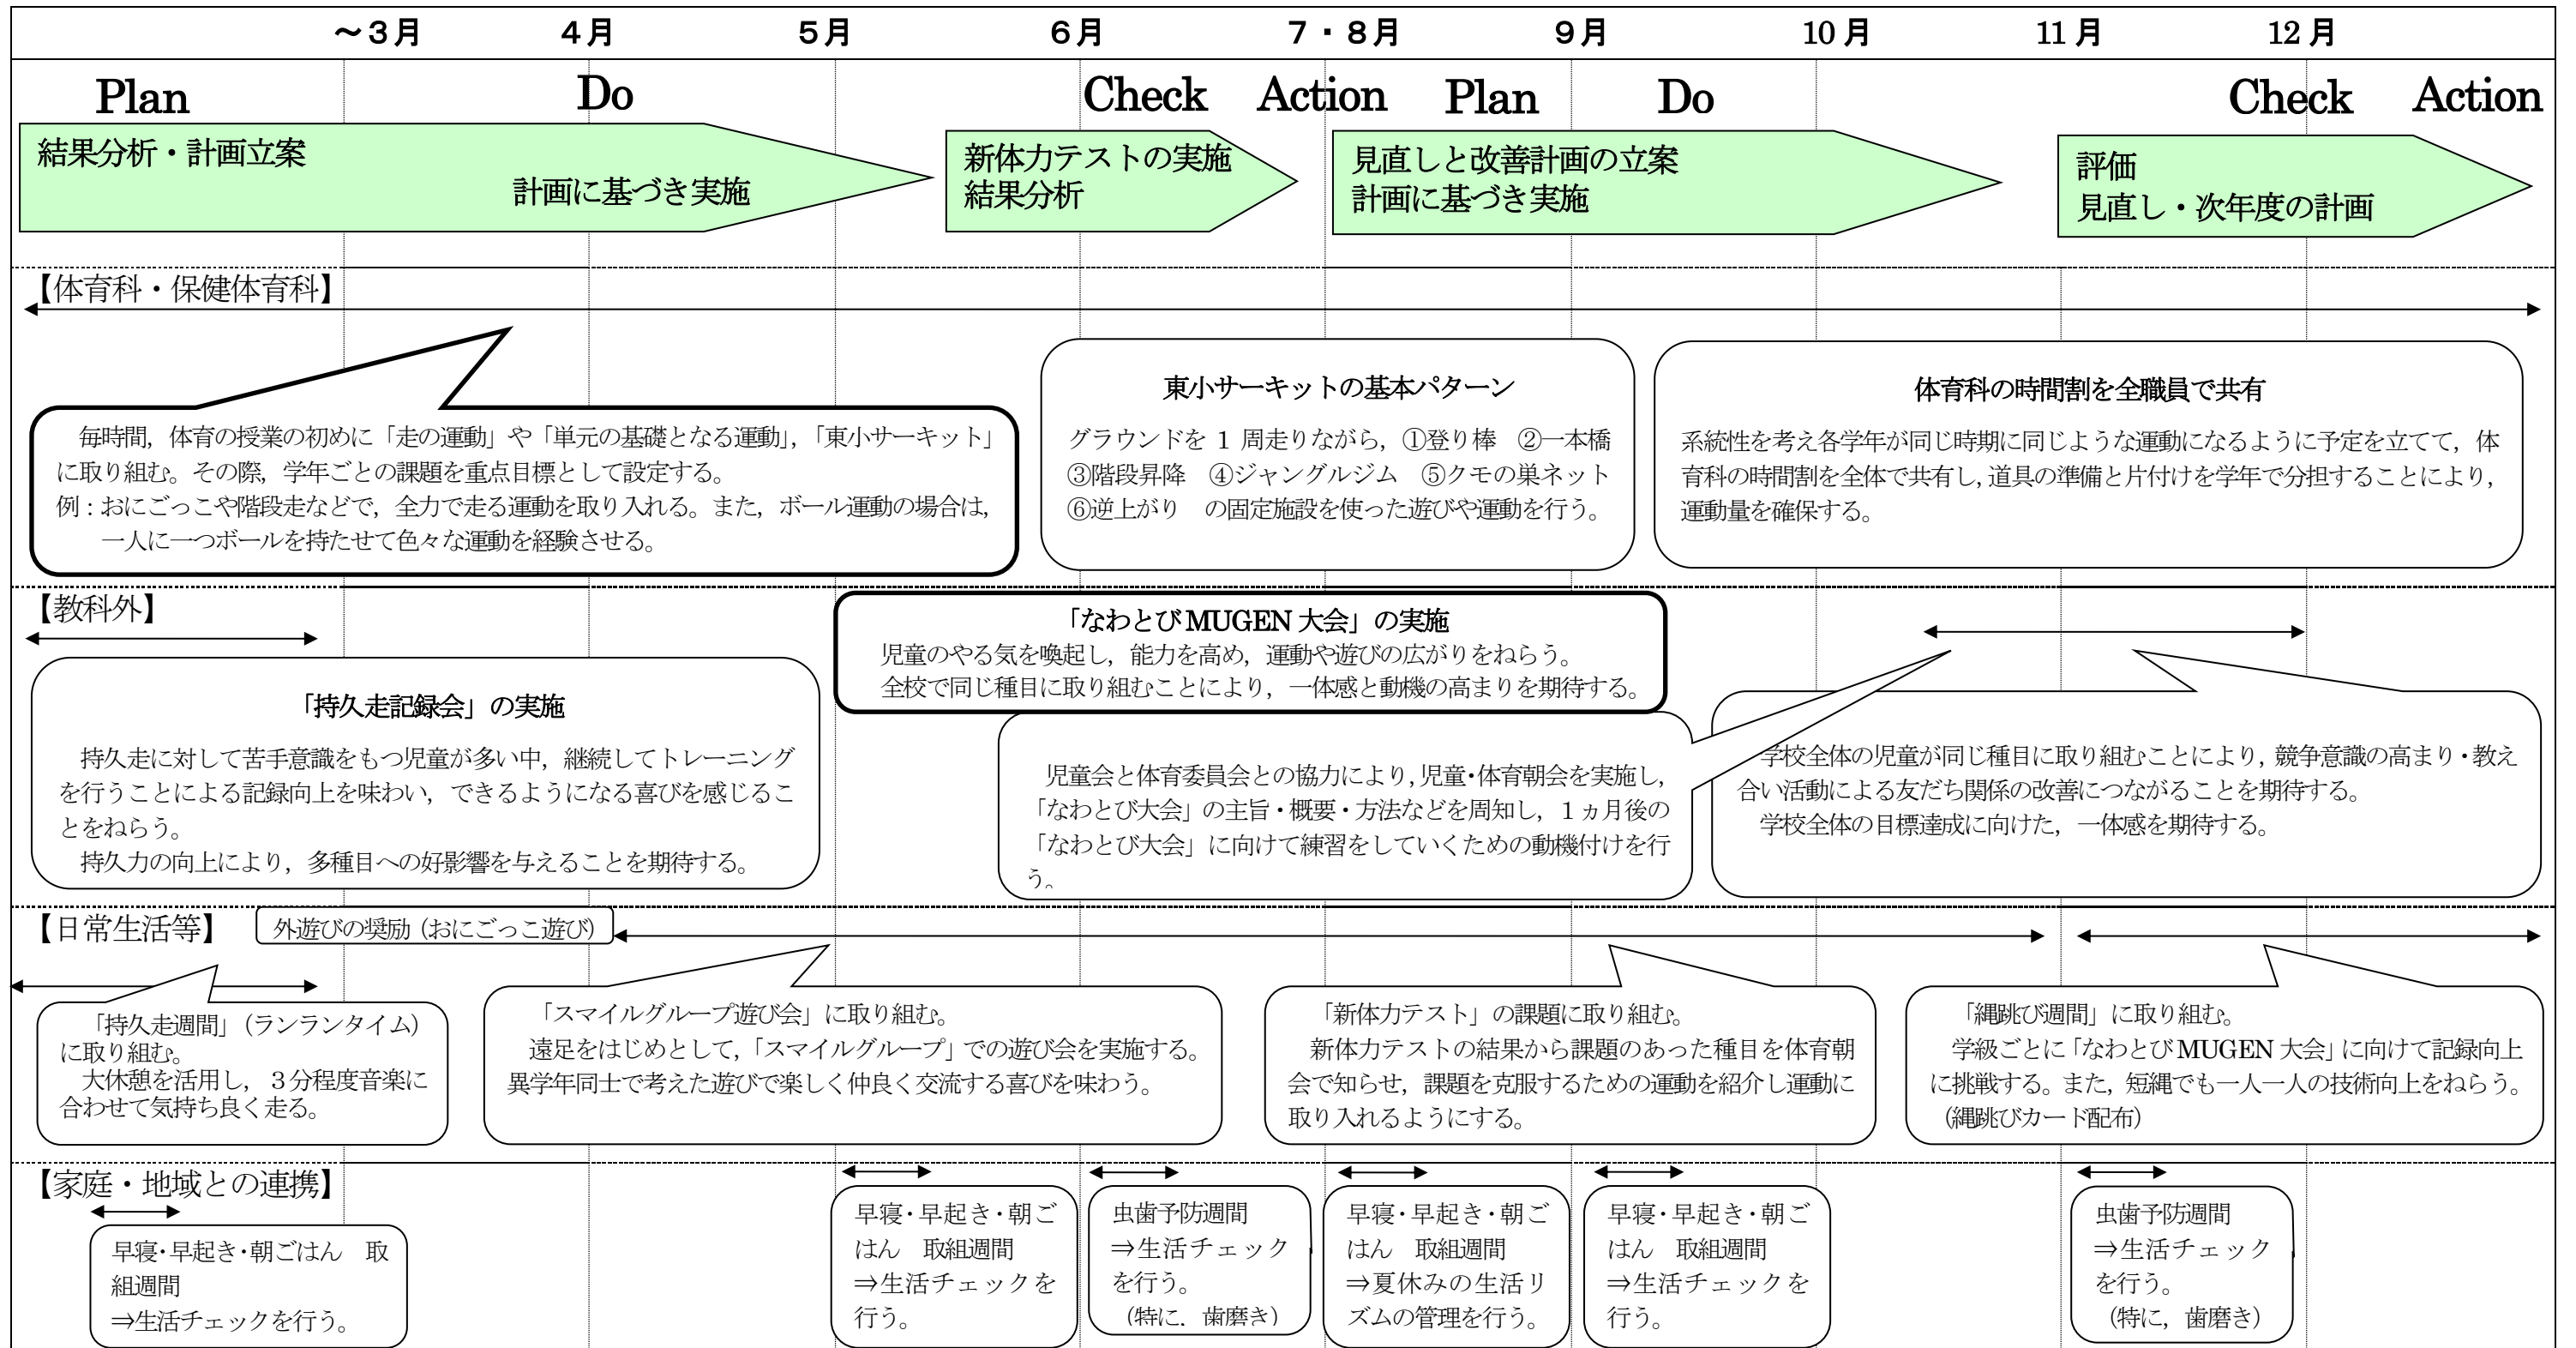 ～３月　４月　５月　６月　７・８月　９月　10 月　11 月　12 月
Plan　Do　Check　Action　Plan　Do　Check　Action
結果分析・計画立案
計画に基づき実施
新体力テストの実施
結果分析
見直しと改善計画の立案
計画に基づき実施
評価
見直し・次年度の計画
【体育科・保健体育科】
毎時間，体育の授業の初めに「走の運動」や「単元の基礎となる運動」，「東小サーキット」
に取り組む。その際，学年ごとの課題を重点目標として設定する。
例：おにごっこや階段走などで，全力で走る運動を取り入れる。また，ボール運動の場合は，
一人に一つボールを持たせて色々な運動を経験させる。
東小サーキットの基本パターン
グラウンドを 1 周走りながら，①登り棒　②一本橋
③階段昇降　④ジャングルジム　⑤クモの巣ネット
⑥逆上がり　の固定施設を使った遊びや運動を行う。
体育科の時間割を全職員で共有
系統性を考え各学年が同じ時期に同じような運動になるように予定を立てて，体
育科の時間割を全体で共有し，道具の準備と片付けを学年で分担することにより，
運動量を確保する。
【教科外】
「持久走記録会」の実施
持久走に対して苦手意識をもつ児童が多い中，継続してトレーニング
を行うことによる記録向上を味わい，できるようになる喜びを感じるこ
とをねらう。
持久力の向上により，多種目への好影響を与えることを期待する。
「なわとび MUGEN 大会」の実施
児童のやる気を喚起し，能力を高め，運動や遊びの広がりをねらう。
全校で同じ種目に取り組むことにより，一体感と動機の高まりを期待する。
児童会と体育委員会との協力により，児童・体育朝会を実施し，
「なわとび大会」の主旨・概要・方法などを周知し，１ヵ月後の
「なわとび大会」に向けて練習をしていくための動機付けを行
う。
学校全体の児童が同じ種目に取り組むことにより，競争意識の高まり・教え
合い活動による友だち関係の改善につながることを期待する。
学校全体の目標達成に向けた，一体感を期待する。
【日常生活等】
外遊びの奨励（おにごっこ遊び）
「持久走週間」（ランランタイム）
に取り組む。
大休憩を活用し，３分程度音楽に
合わせて気持ち良く走る。
「スマイルグループ遊び会」に取り組む。
遠足をはじめとして，「スマイルグループ」での遊び会を実施する。
異学年同士で考えた遊びで楽しく仲良く交流する喜びを味わう。
「新体力テスト」の課題に取り組む。
新体力テストの結果から課題のあった種目を体育朝
会で知らせ，課題を克服するための運動を紹介し運動に
取り入れるようにする。
「縄跳び週間」に取り組む。
学級ごとに「なわとび MUGEN 大会」に向けて記録向上
に挑戦する。また，短縄でも一人一人の技術向上をねらう。
（縄跳びカード配布）
【家庭・地域との連携】
早寝・早起き・朝ごはん　取
組週間
⇒生活チェックを行う。
早寝・早起き・朝ご
はん　取組週間
⇒生活チェックを
行う。
虫歯予防週間
⇒生活チェック
を行う。
（特に，歯磨き）
早寝・早起き・朝ご
はん　取組週間
⇒夏休みの生活リ
ズムの管理を行う。
早寝・早起き・朝ご
はん　取組週間
⇒生活チェックを
行う。
虫歯予防週間
⇒生活チェック
を行う。
（特に，歯磨き）